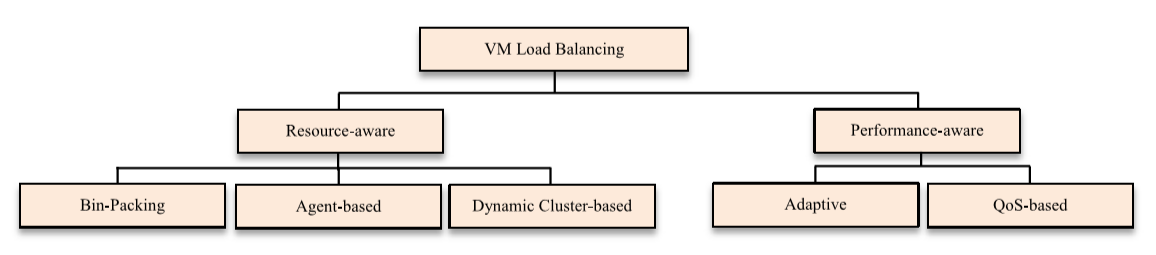 VM Load Balancing
Resource-aware
Performance-aware
Bin-Packing
Agent-based
Dynamic Cluster-based
Adaptive
QoS-based